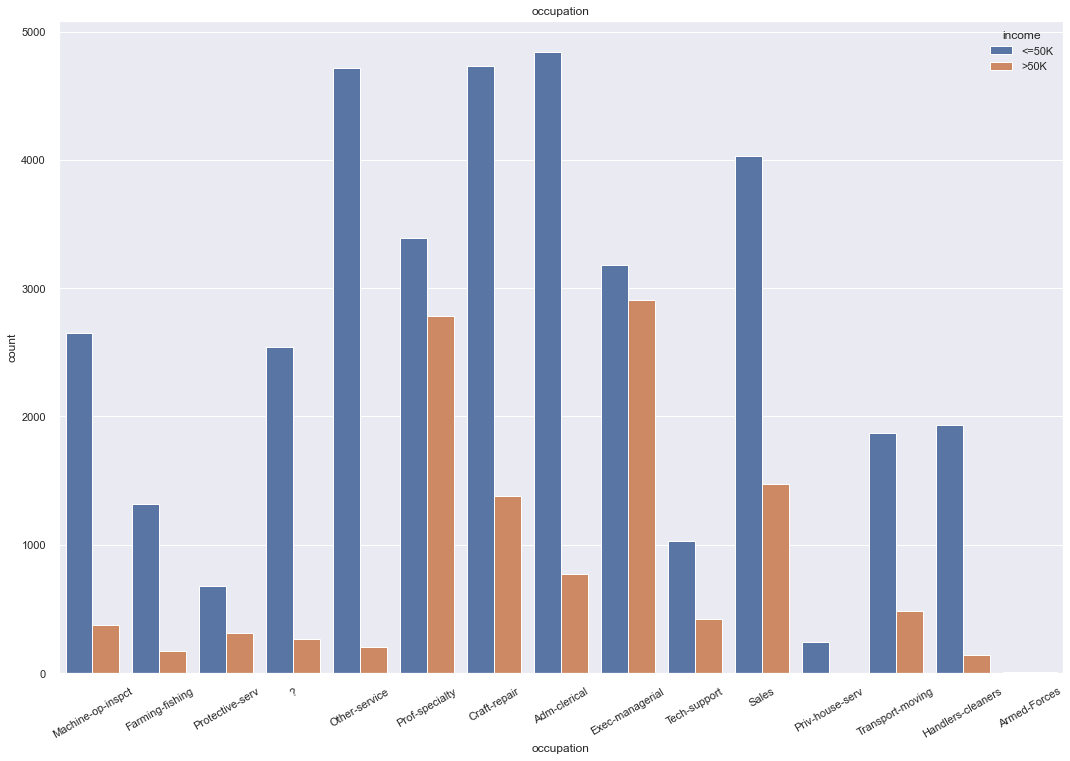 occupation
income
<=50K
>50K
5000
4000
3000
2000
1000
0
count
Machine-op-inspct
Farming-fishing
Protective-serv
?
Other-service
Prof-specialty
Craft-repair
Adm-clerical
Exec-managerial
Tech-support
Sales
Priv-house-serv
Transport-moving
Handlers-cleaners
Armed-Forces
occupation